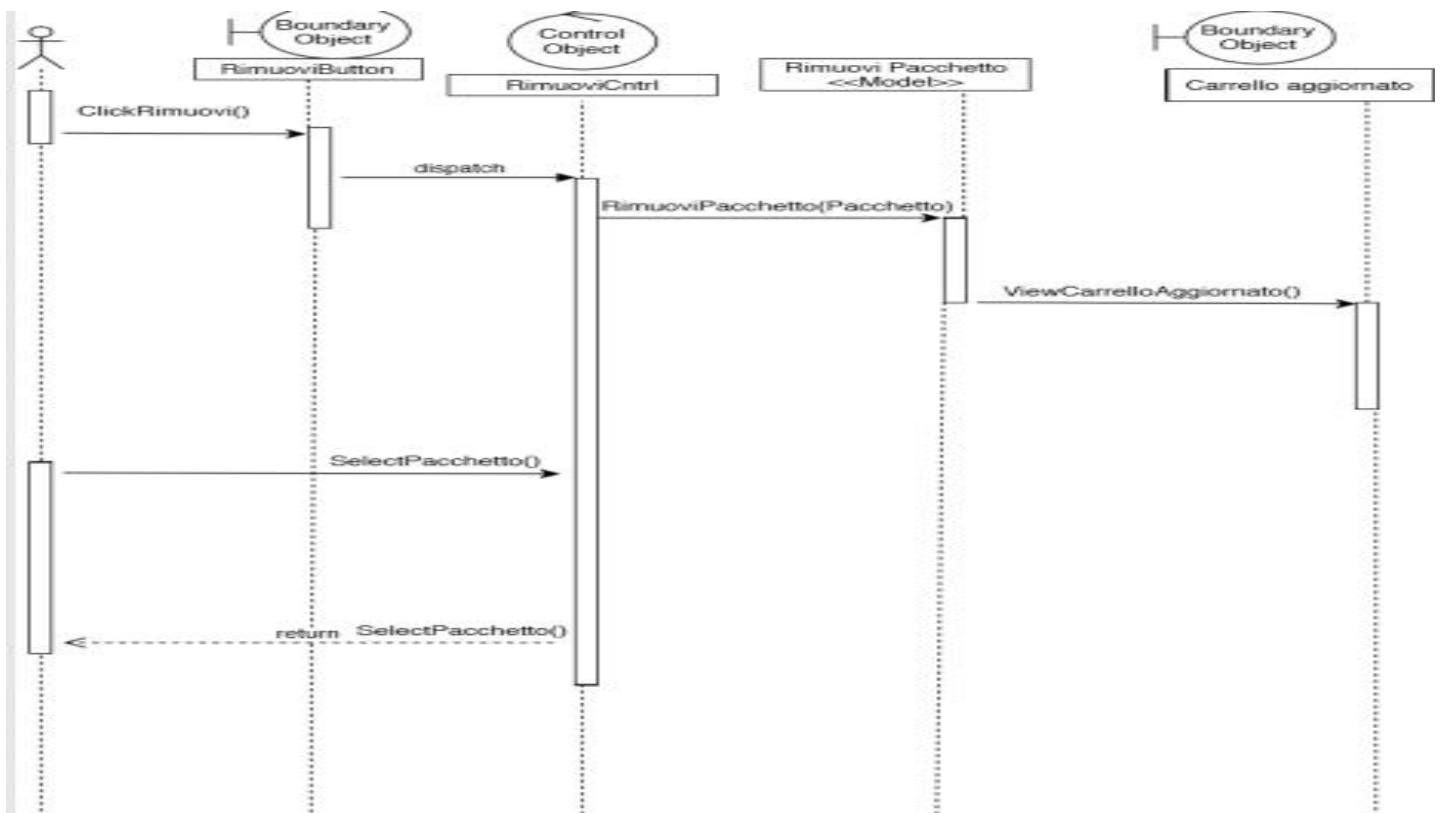 Boundary
Object
RimuoviButton
Control
Object
RimuoviCntrl
Rimuovi Pacchetto
<<Model>>
Boundary
Object
Carrello aggiornato
ClickRimuovi()
dispatch
RimuoviPacchetto(Pacchetto)
ViewCarrelloAggiornato()
SelectPacchetto()
return SelectPacchetto()